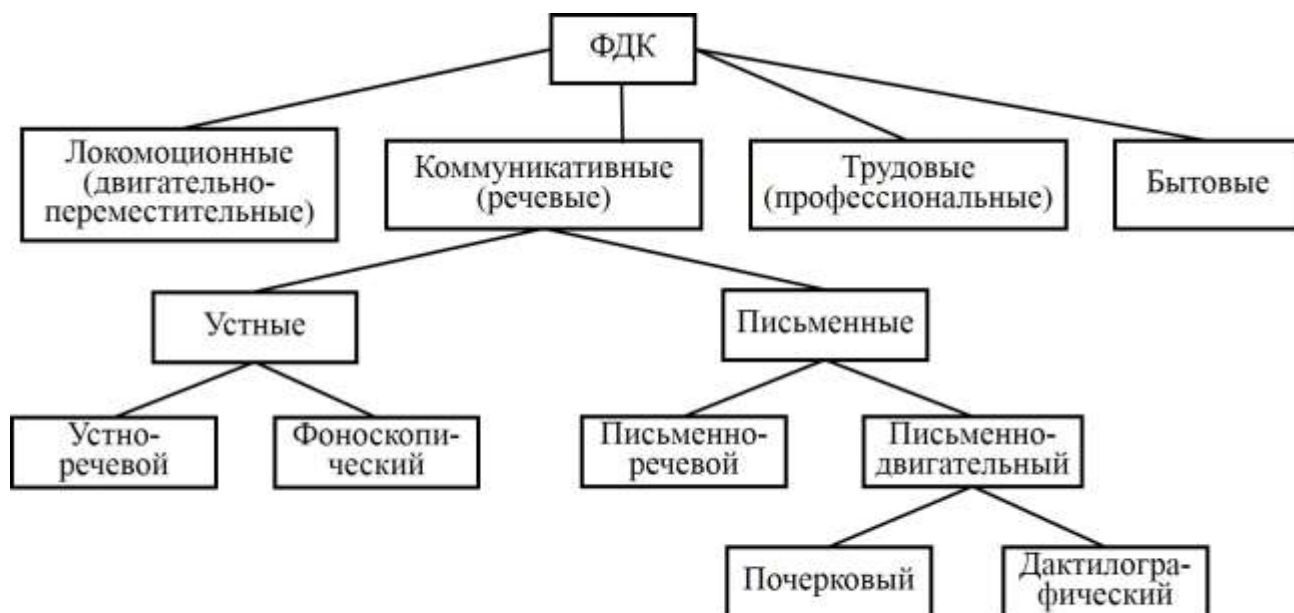 ФДК
Локомоционные
(двигательно-
переместительные)
Коммуникативные
(речевые)
Трудовые
(профессиональные)
Бытовые
Устные
Письменные
Устно-
речевой
Фоноскопи-
ческий
Письменно-
речевой
Письменно-
двигательный
Почерковый
Дактилогра-
фический